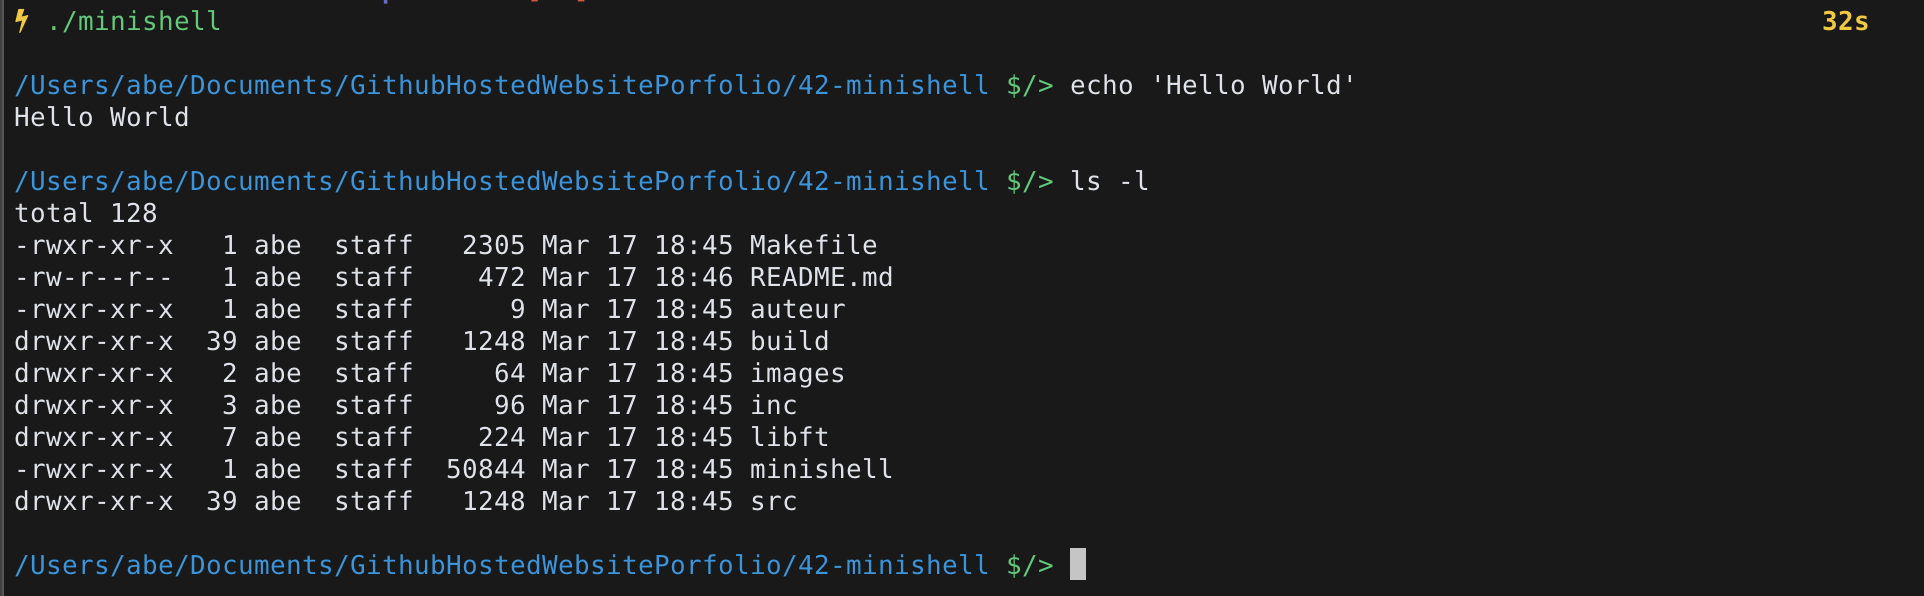 ./minishell 32s
/Users/abe/Documents/GithubHostedWebsitePorfolio/42-minishell $/> echo 'Hello World'
Hello World
/Users/abe/Documents/GithubHostedWebsitePorfolio/42-minishell $/> ls -l
total 128
-rwxr-xr-x   1 abe  staff   2305 Mar 17 18:45 Makefile
-rw-r--r--   1 abe  staff    472 Mar 17 18:46 README.md
-rwxr-xr-x   1 abe  staff      9 Mar 17 18:45 auteur
drwxr-xr-x  39 abe  staff   1248 Mar 17 18:45 build
drwxr-xr-x   2 abe  staff     64 Mar 17 18:45 images
drwxr-xr-x   3 abe  staff     96 Mar 17 18:45 inc
drwxr-xr-x   7 abe  staff    224 Mar 17 18:45 libft
-rwxr-xr-x   1 abe  staff  50844 Mar 17 18:45 minishell
drwxr-xr-x  39 abe  staff   1248 Mar 17 18:45 src
/Users/abe/Documents/GithubHostedWebsitePorfolio/42-minishell $/>